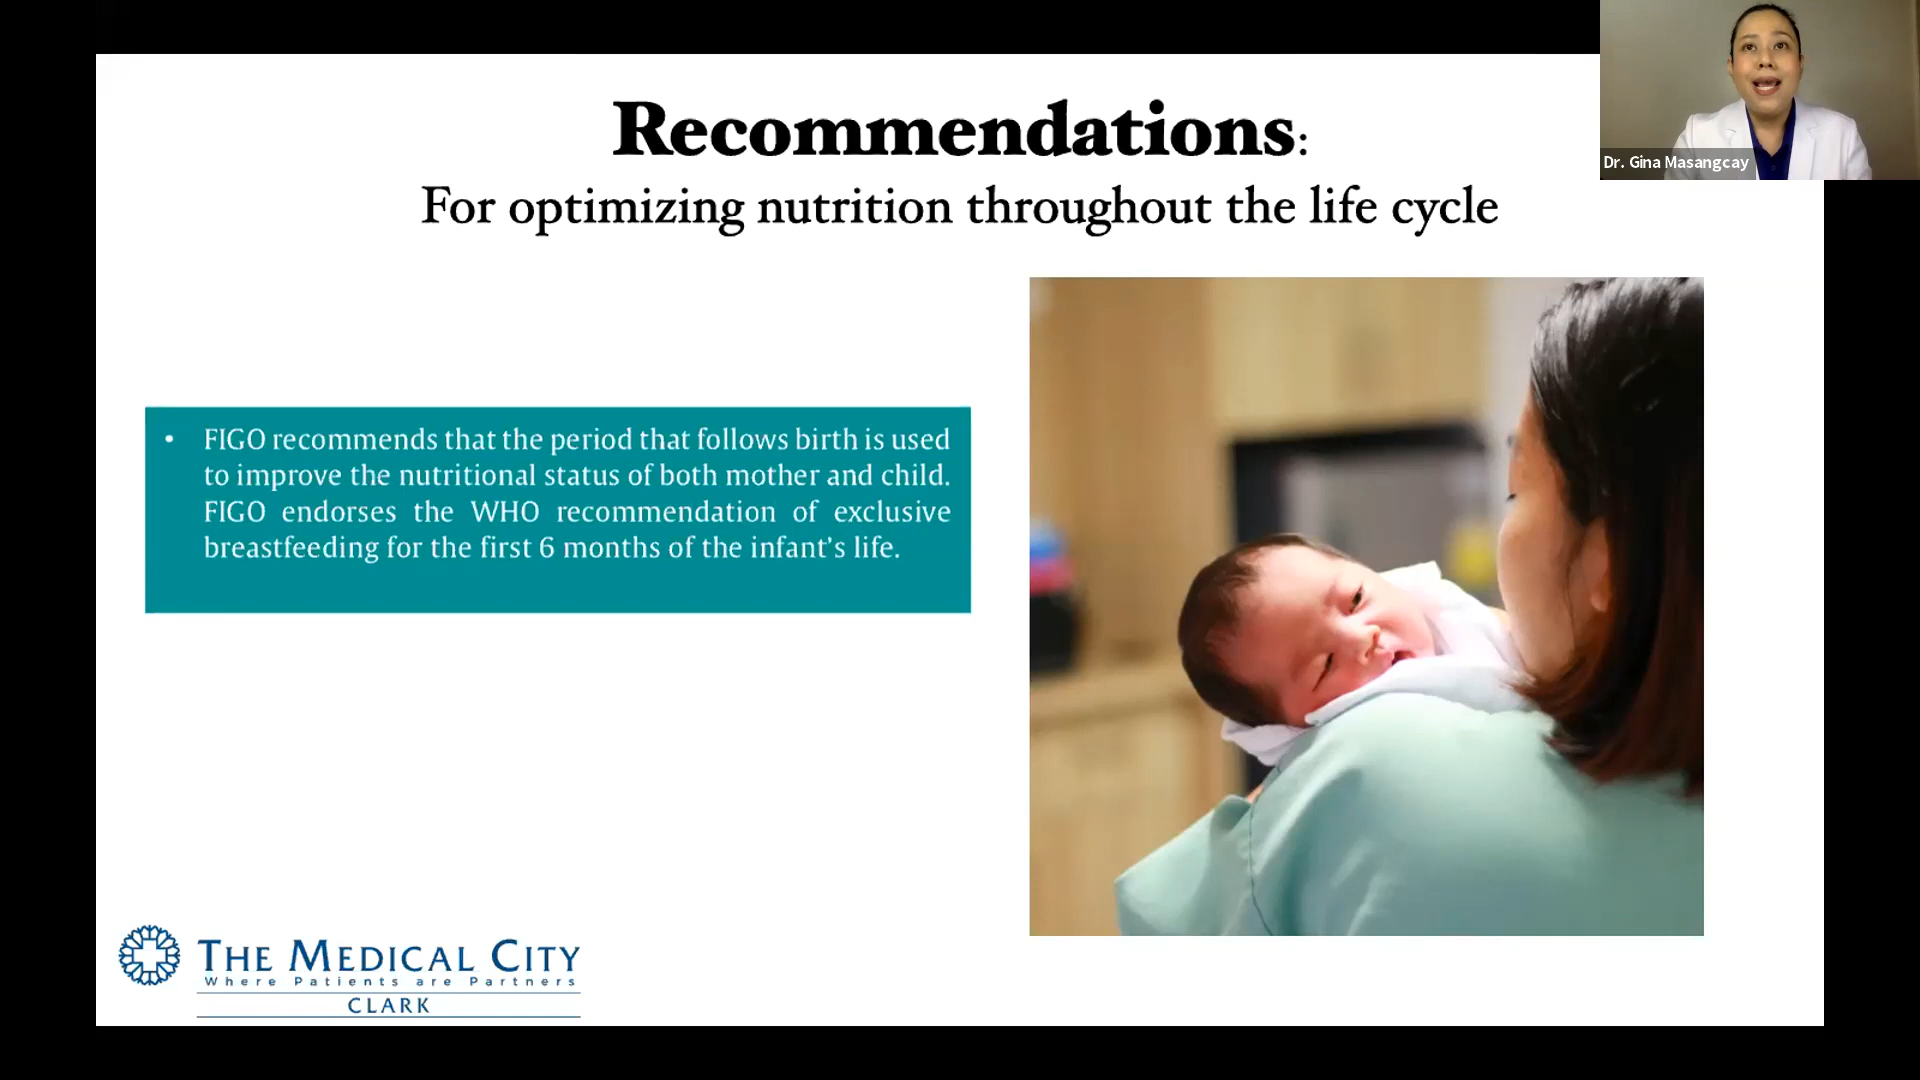 Recommendations:
For optimizing nutrition throughout the life cycle
Dr. Gina Masangcay
• FIGO recommends that the period that follows birth is used
to improve the nutritional status of both mother and child.
FIGO endorses the WHO recommendation of exclusive
breastfeeding for the first 6 months of the infant’s life.
THE MEDICAL CITY
Where Patients are Partners
CLARK